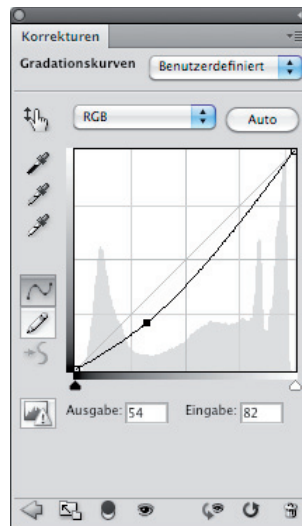 Korrekturen
Gradationskurven Benutzerdefiniert
RGB Auto
Ausgabe: 54 Eingabe: 82